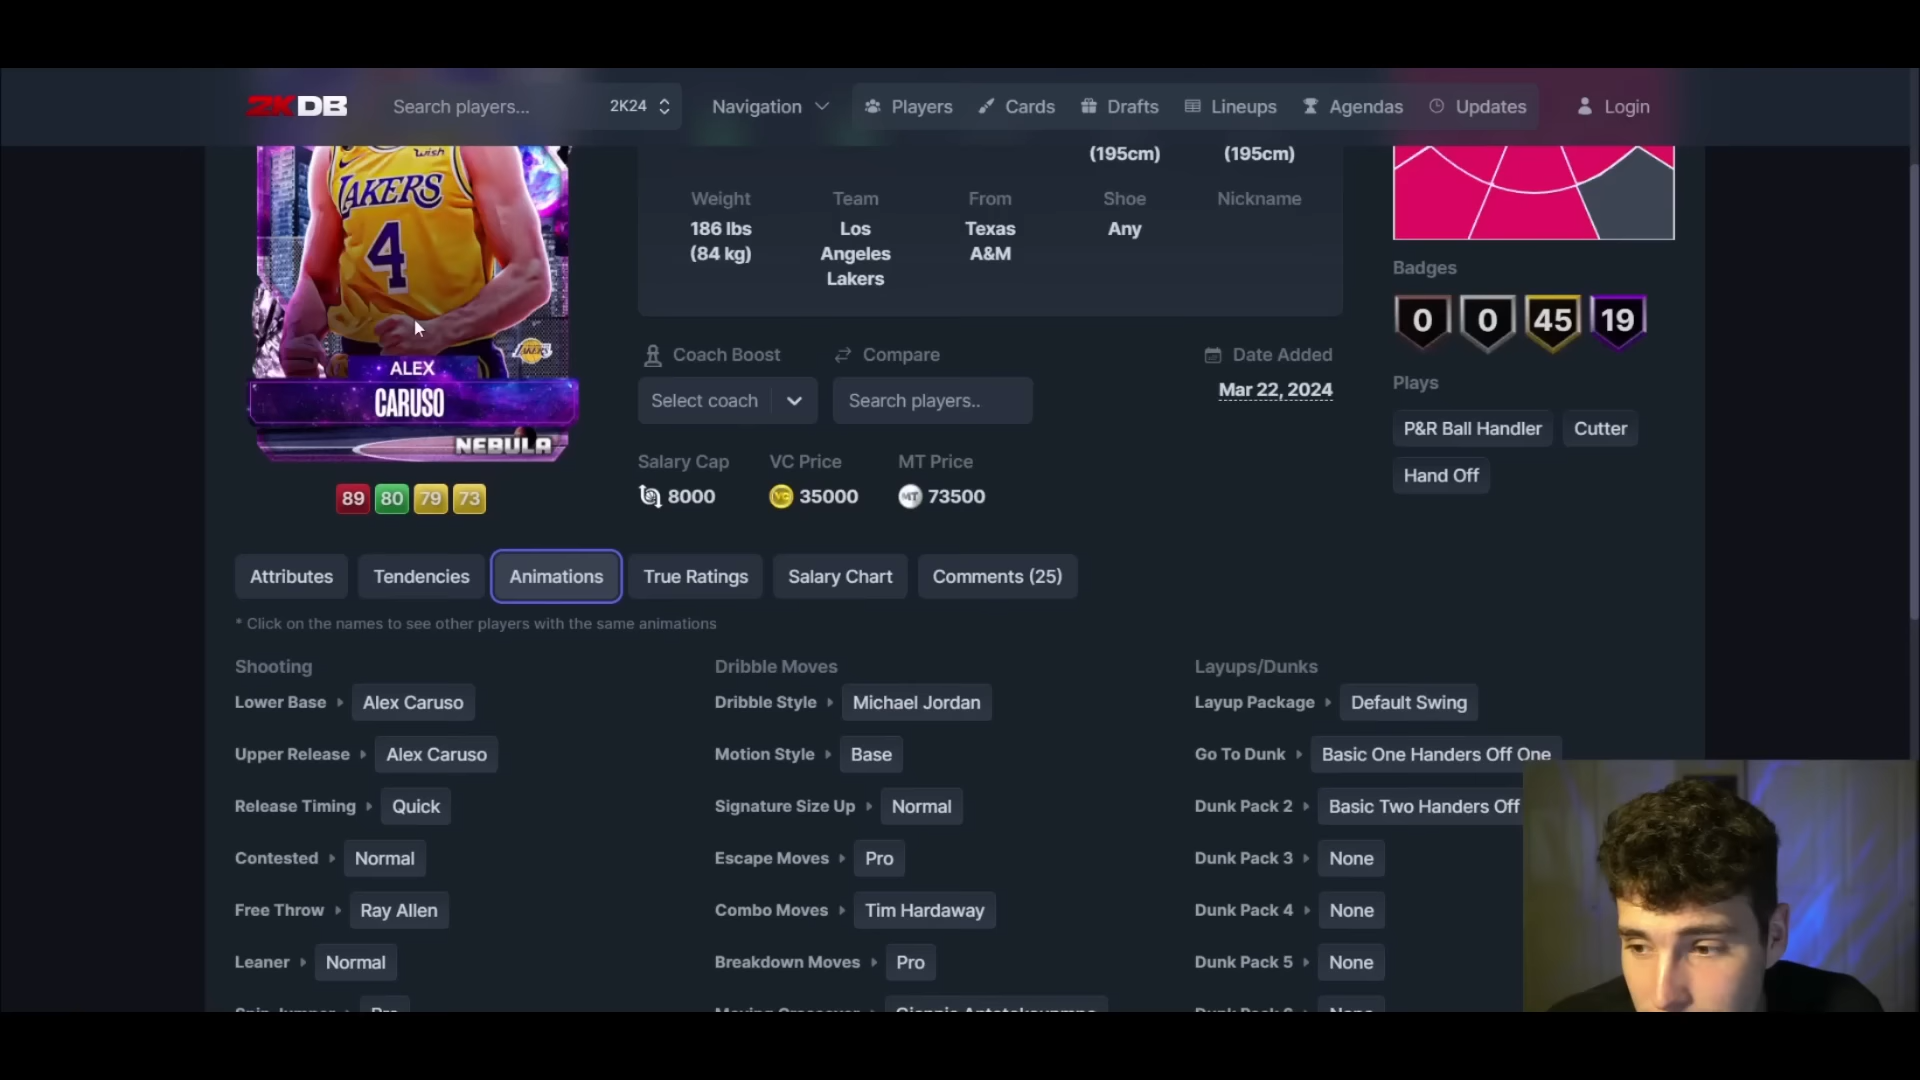 2KDB
Search players...
2K24
Navigation
Players
Cards
Drafts
Lineups
Agendas
Updates
Login
wish
LAKERS
4
LAKERS
ALEX
CARUSO
NEBULA
89 80 79 73
(195cm)
(195cm)
Weight
186 lbs
(84 kg)
Team
Los
Angeles
Lakers
From
Texas
A&M
Shoe
Any
Nickname
Coach Boost
Select coach
Compare
Search players..
Date Added
Mar 22, 2024
Salary Cap
8000
VC Price
VC 35000
MT Price
MT 73500
Badges
0 0 45 19
Plays
P&R Ball Handler
Cutter
Hand Off
Attributes
Tendencies
Animations
True Ratings
Salary Chart
Comments (25)
* Click on the names to see other players with the same animations
Shooting
Lower Base Alex Caruso
Upper Release Alex Caruso
Release Timing Quick
Contested Normal
Free Throw Ray Allen
Leaner Normal
Dribble Moves
Dribble Style Michael Jordan
Motion Style Base
Signature Size Up Normal
Escape Moves Pro
Combo Moves Tim Hardaway
Breakdown Moves Pro
Layups/Dunks
Layup Package Default Swing
Go To Dunk Basic One Handers Off One
Dunk Pack 2 Basic Two Handers Off
Dunk Pack 3 None
Dunk Pack 4 None
Dunk Pack 5 None